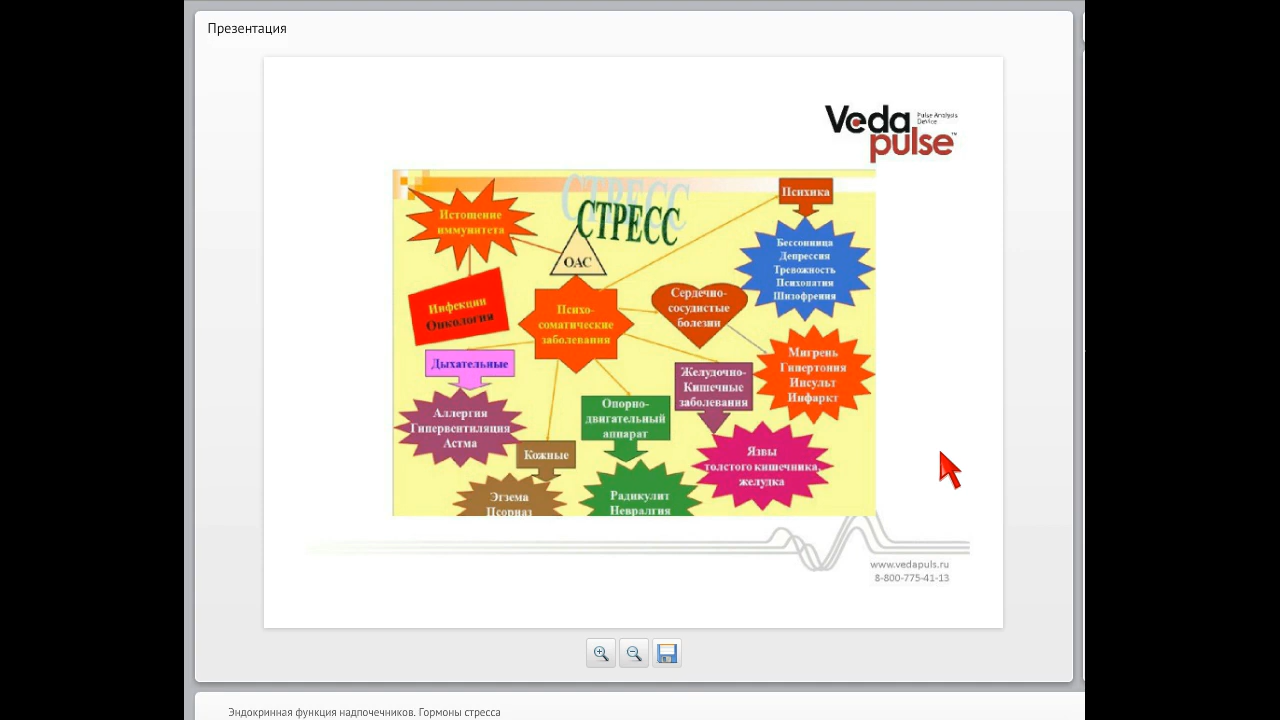 Презентация
Veda
Pulse Analysis
Device
pulse
TM
СТРЕСС
СТРЕСС
Психика
Истощение
иммунитета
ОАС
Бессонница
Депрессия
Тревожность
Психопатии
Шизофрения
Инфекции
Онкология
Психо-
соматические
заболевания
Сердечно-
сосудистые
болезни
Мигрень
Гипертония
Инсульт
Инфаркт
Дыхательные
Желудочно-
Кишечные
заболевания
Аллергия
Гипервентиляция
Астма
Опорно-
двигательный
аппарат
Кожные
Язвы
толстого кишечника,
желудка
Эгзема
Псориаз
Радикулит
Невралгия
www.vedapuls.ru
8-800-775-41-13
Эндокринная функция надпочечников. Гормоны стресса